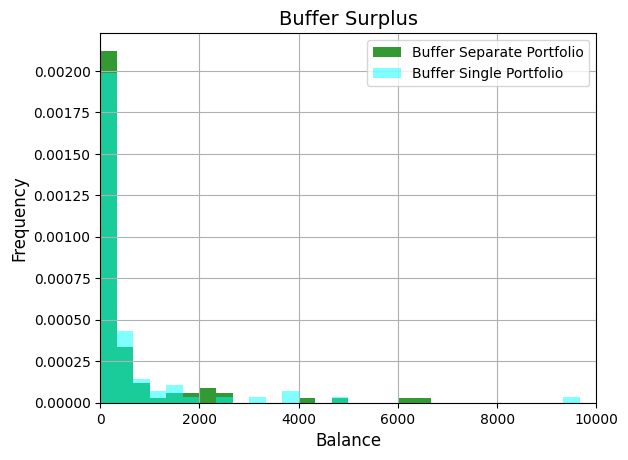 Buffer Surplus
Buffer Separate Portfolio
Buffer Single Portfolio
Frequency
0.00200
0.00175
0.00150
0.00125
0.00100
0.00075
0.00050
0.00025
0.00000
0 2000 4000 6000 8000 10000
Balance